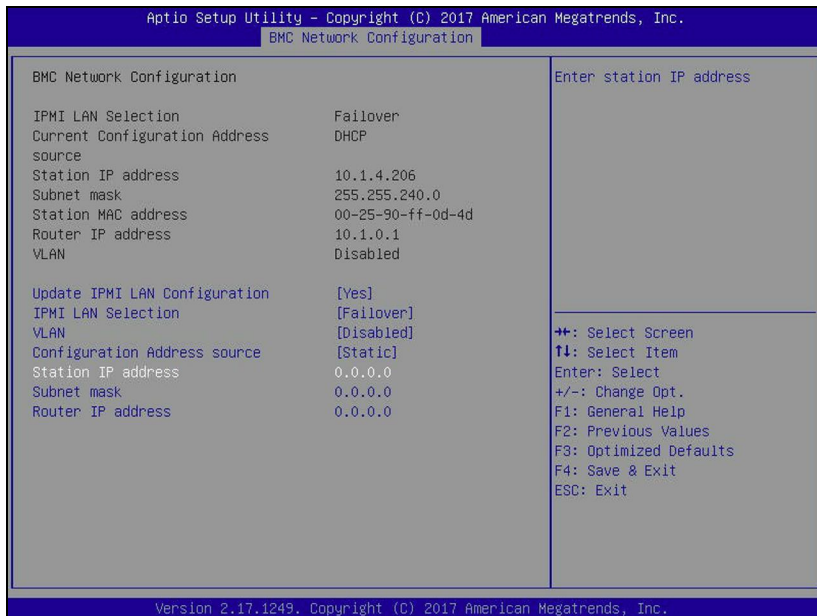 Aptio Setup Utility – Copyright (C) 2017 American Megatrends, Inc.
BMC Network Configuration
BMC Network Configuration
IPMI LAN Selection Failover
Current Configuration Address DHCP
source
Station IP address 10.1.4.206
Subnet mask 255.255.240.0
Station MAC address 00-25-90-ff-0d-4d
Router IP address 10.1.0.1
VLAN Disabled
Update IPMI LAN Configuration [Yes]
IPMI LAN Selection [Failover]
VLAN [Disabled]
Configuration Address source [Static]
Station IP address 0.0.0.0
Subnet mask 0.0.0.0
Router IP address 0.0.0.0
Enter station IP address
→←: Select Screen
↑↓: Select Item
Enter: Select
+/-: Change Opt.
F1: General Help
F2: Previous Values
F3: Optimized Defaults
F4: Save & Exit
ESC: Exit
Version 2.17.1249. Copyright (C) 2017 American Megatrends, Inc.